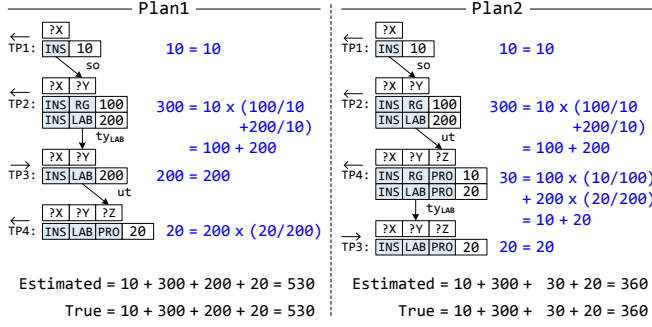 Plan1
?X
TP1: INS 10
10 = 10
so
?X ?Y
TP2: INS RG 100
INS LAB 200
300 = 10 x (100/10
+200/10)
= 100 + 200
tyLAB
?X ?Y
TP3: INS LAB 200
200 = 200
ut
?X ?Y ?Z
TP4: INS LAB PRO 20
20 = 200 x (20/200)
Estimated = 10 + 300 + 200 + 20 = 530
True = 10 + 300 + 200 + 20 = 530
Plan2
?X
TP1: INS 10
10 = 10
so
?X ?Y
TP2: INS RG 100
INS LAB 200
300 = 10 x (100/10
+200/10)
= 100 + 200
ut
?X ?Y ?Z
TP4: INS RG PRO 10
INS LAB PRO 20
30 = 100 x (10/100)
+ 200 x (20/200)
= 10 + 20
tyLAB
?X ?Y ?Z
TP3: INS LAB PRO 20
20 = 20
Estimated = 10 + 300 + 30 + 20 = 360
True = 10 + 300 + 30 + 20 = 360